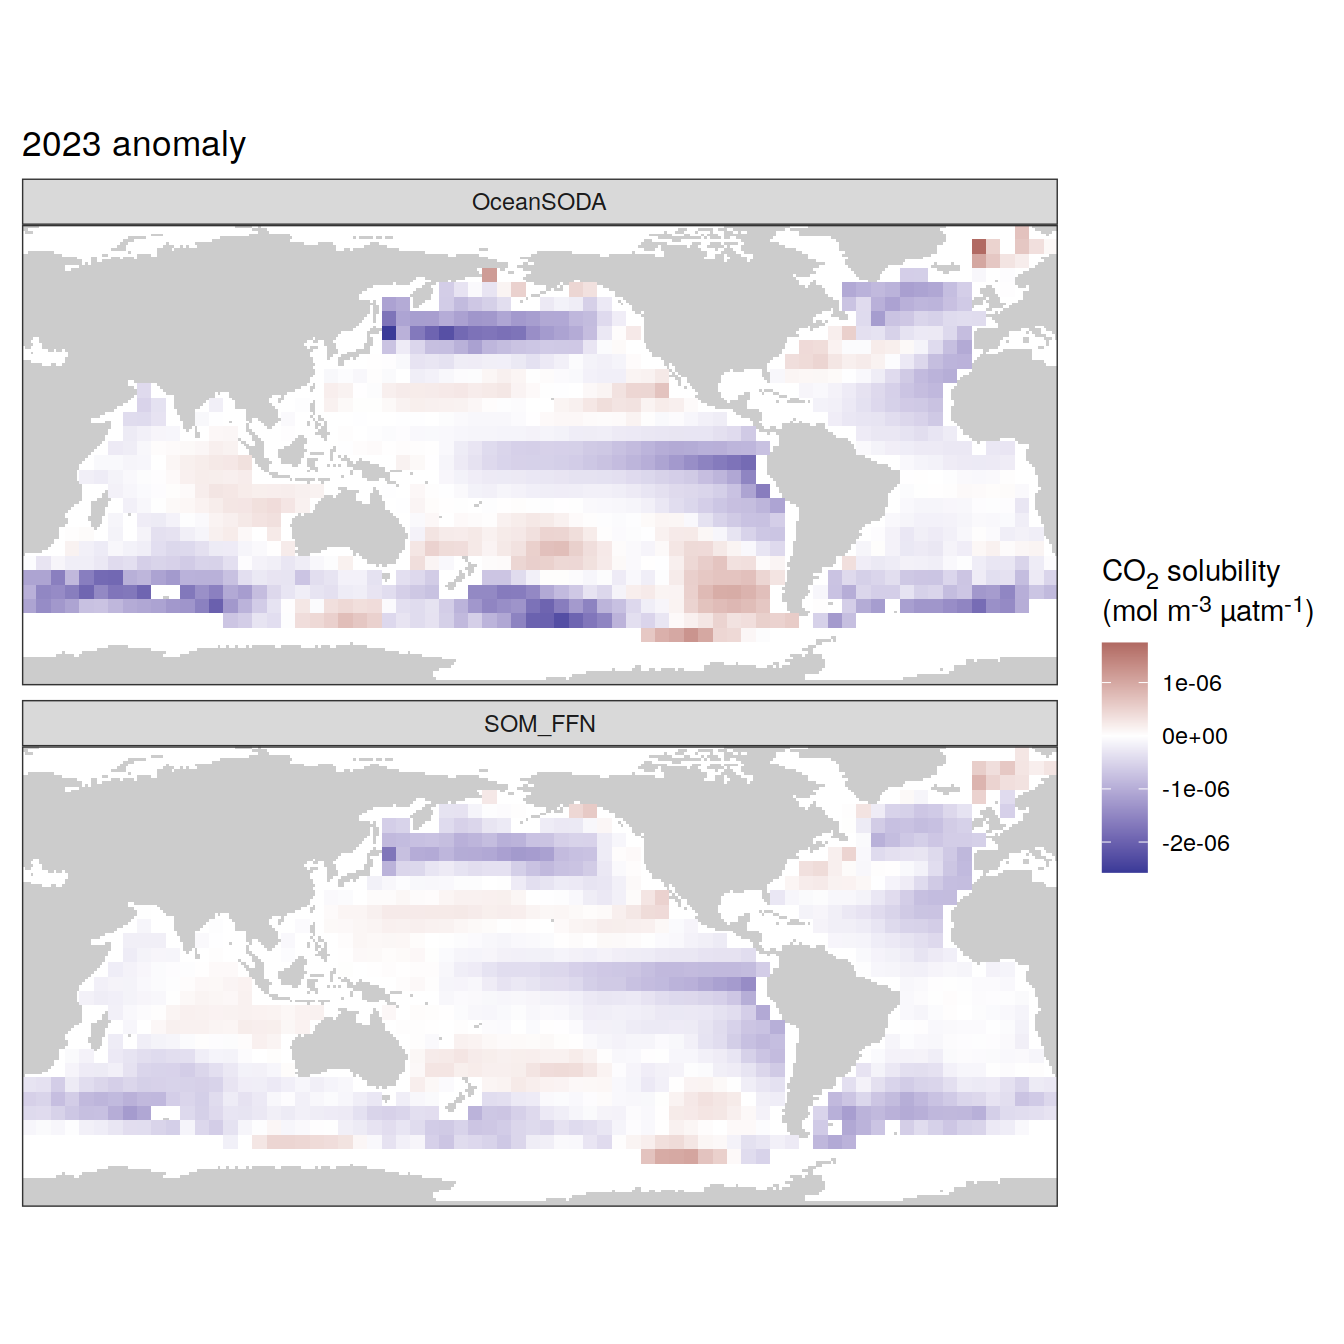 2023 anomaly
OceanSODA
SOM_FFN
CO₂ solubility
(mol m⁻³ µatm⁻¹)
1e-06
0e+00
-1e-06
-2e-06